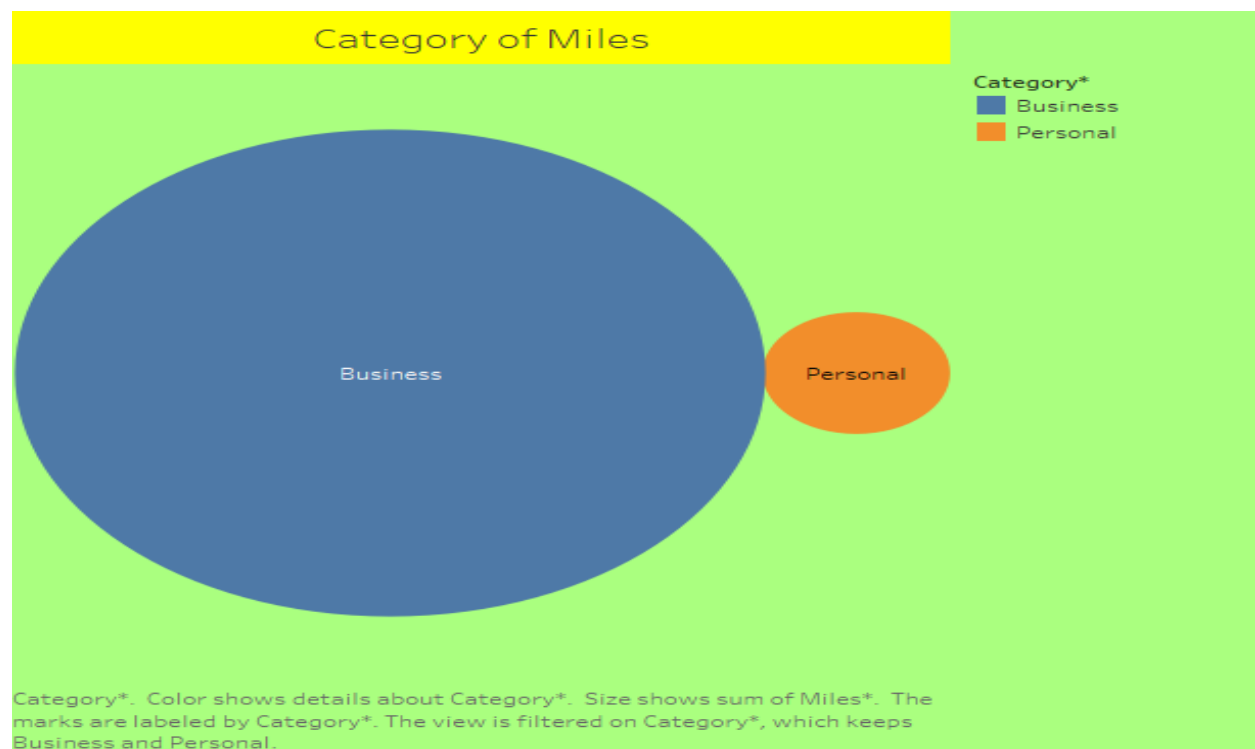 Category of Miles
Category*
Business
Personal
Business
Personal
Category*. Color shows details about Category*. Size shows sum of Miles*. The
marks are labeled by Category*. The view is filtered on Category*, which keeps
Business and Personal.